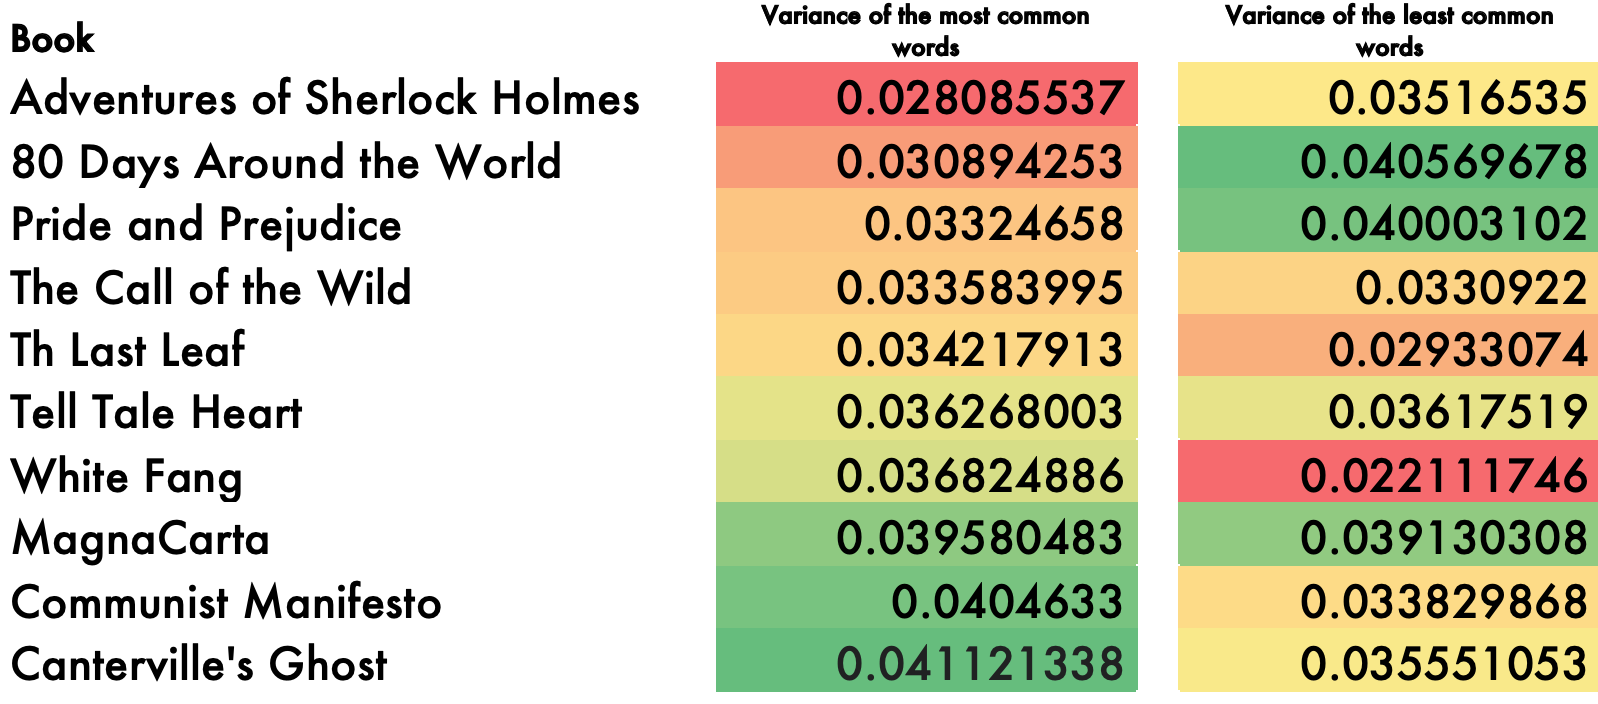 Book
Variance of the most common
words
Variance of the least common
words
Adventures of Sherlock Holmes 0.028085537 0.03516535
80 Days Around the World 0.030894253 0.040569678
Pride and Prejudice 0.03324658 0.040003102
The Call of the Wild 0.033583995 0.0330922
Th Last Leaf 0.034217913 0.02933074
Tell Tale Heart 0.036268003 0.03617519
White Fang 0.036824886 0.022111746
MagnaCarta 0.039580483 0.039130308
Communist Manifesto 0.0404633 0.033829868
Canterville's Ghost 0.041121338 0.035551053